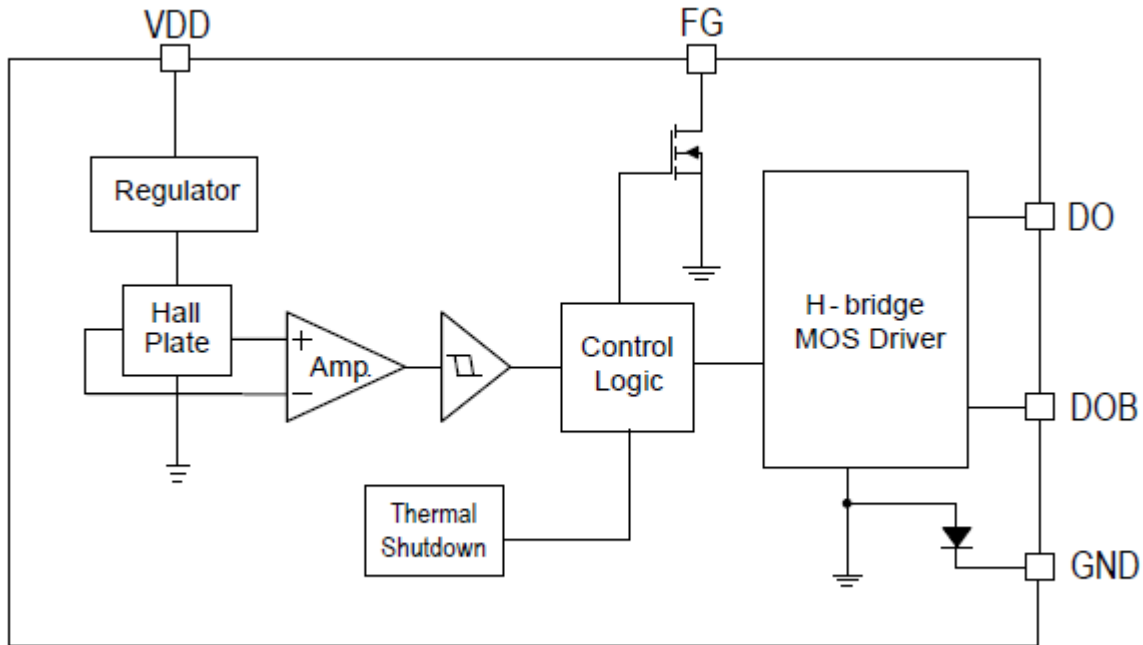 VDD
FG
Regulator
Hall
Plate
+
Amp.
−
Control
Logic
H - bridge
MOS Driver
DO
DOB
Thermal
Shutdown
GND